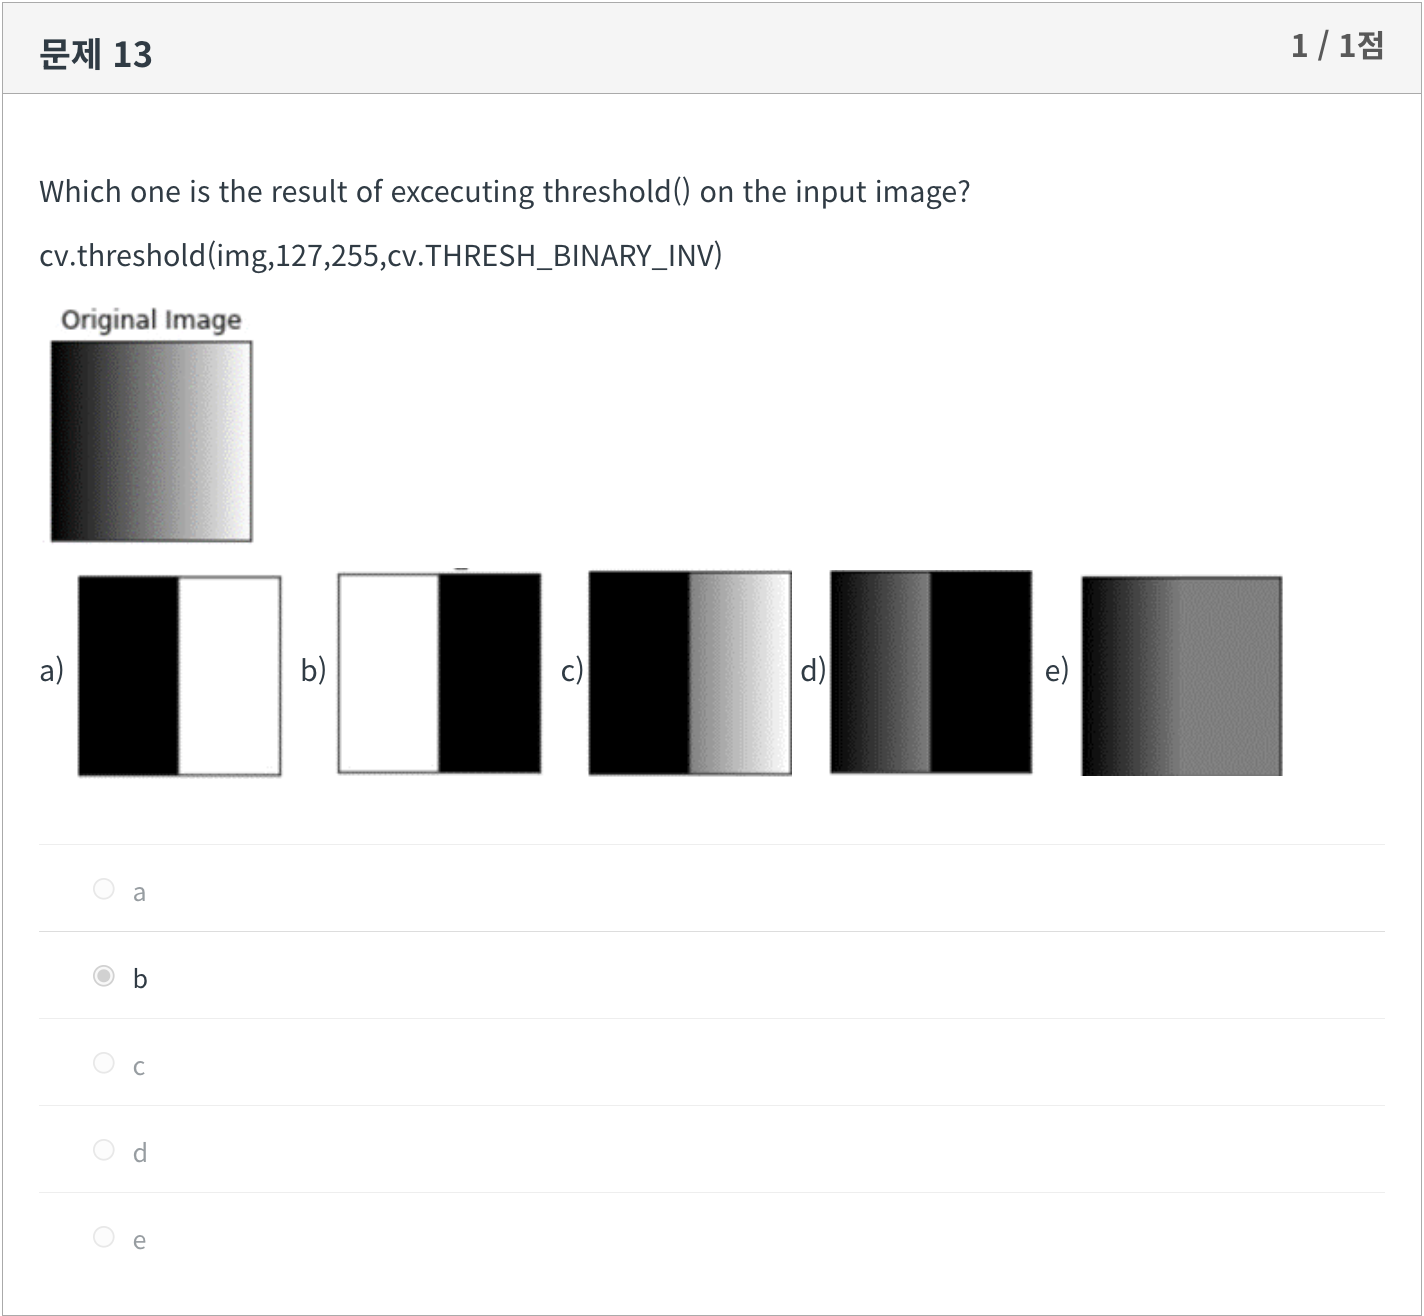 문제 13
1 / 1점
Which one is the result of excecuting threshold() on the input image?
cv.threshold(img,127,255,cv.THRESH_BINARY_INV)
Original Image
a) b) c) d) e)
a
b
c
d
e